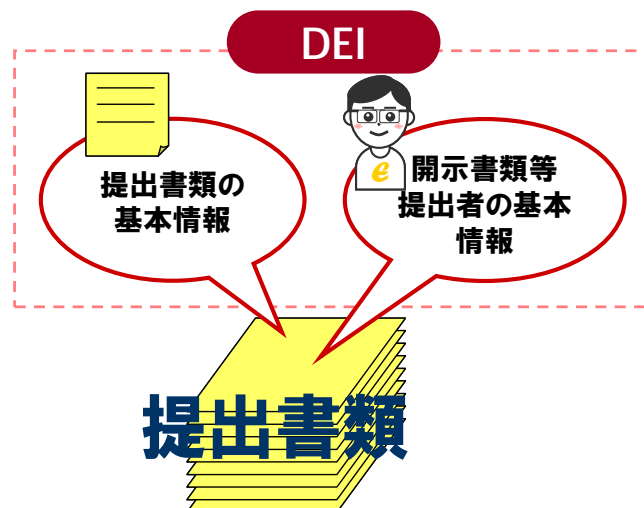 DEI
提出書類の
基本情報
e
開示書類等
提出者の基本
情報
提出書類